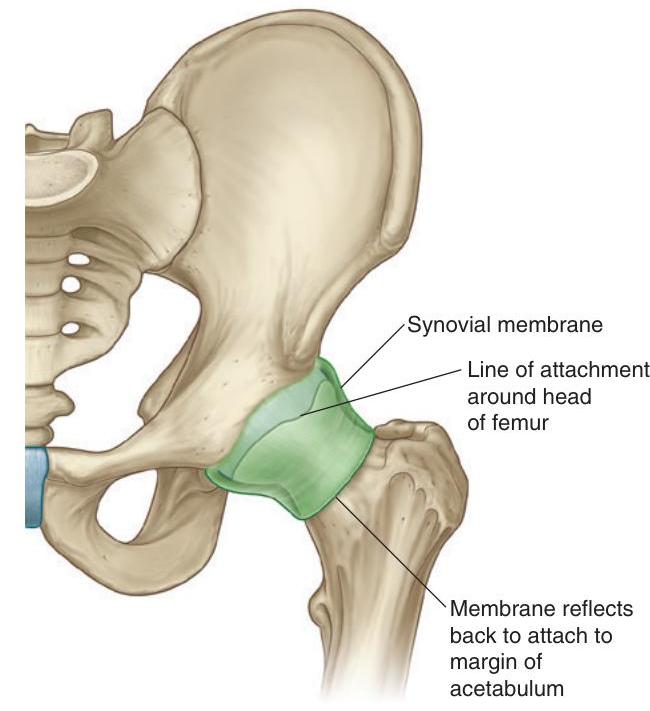 Synovial membrane
Line of attachment
around head
of femur
Membrane reflects
back to attach to
margin of
acetabulum